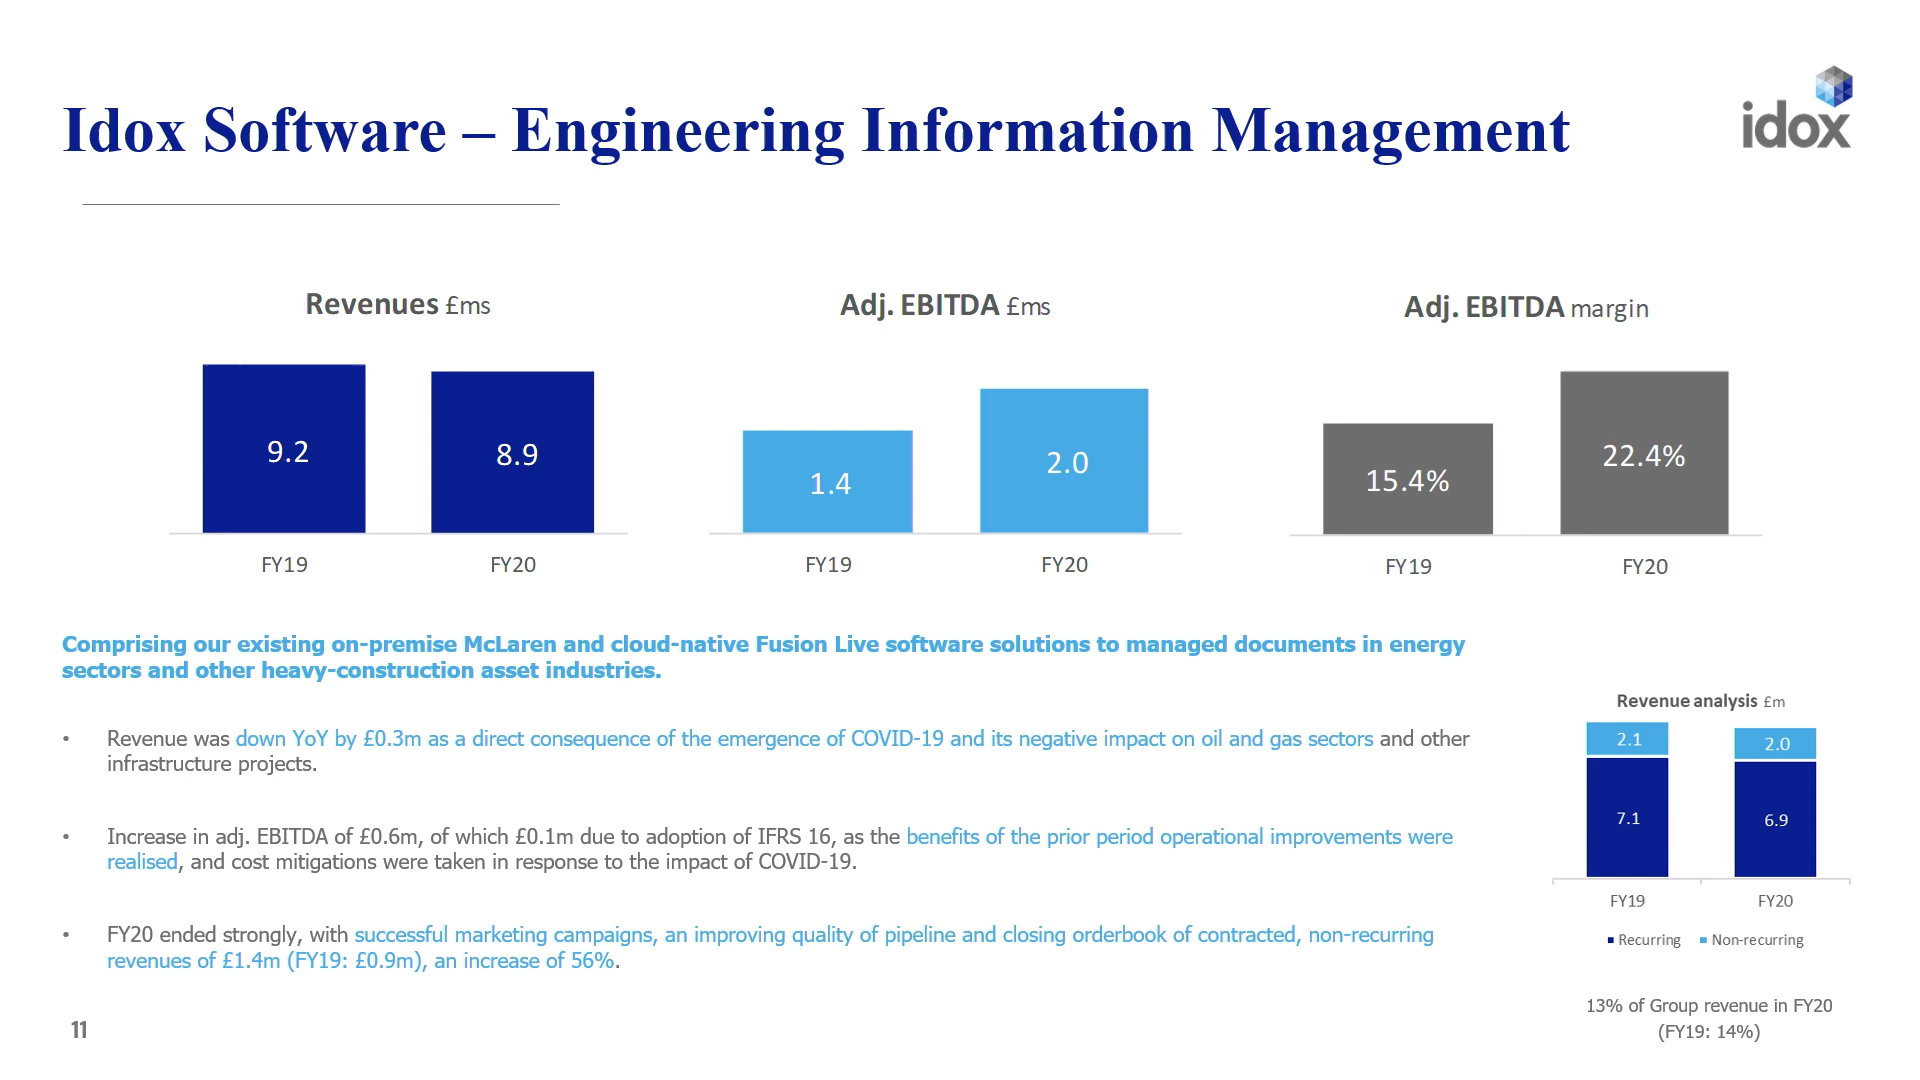 Idox Software – Engineering Information Management
idox
Revenues £ms
9.2
8.9
FY19
FY20
Adj. EBITDA £ms
1.4
2.0
FY19
FY20
Adj. EBITDA margin
15.4%
22.4%
FY19
FY20
Comprising our existing on-premise McLaren and cloud-native Fusion Live software solutions to managed documents in energy
sectors and other heavy-construction asset industries.
• Revenue was down YoY by £0.3m as a direct consequence of the emergence of COVID-19 and its negative impact on oil and gas sectors and other
infrastructure projects.
• Increase in adj. EBITDA of £0.6m, of which £0.1m due to adoption of IFRS 16, as the benefits of the prior period operational improvements were
realised, and cost mitigations were taken in response to the impact of COVID-19.
• FY20 ended strongly, with successful marketing campaigns, an improving quality of pipeline and closing orderbook of contracted, non-recurring
revenues of £1.4m (FY19: £0.9m), an increase of 56%.
Revenue analysis £m
2.1
2.0
7.1
6.9
FY19
FY20
Recurring
Non-recurring
13% of Group revenue in FY20
(FY19: 14%)
11